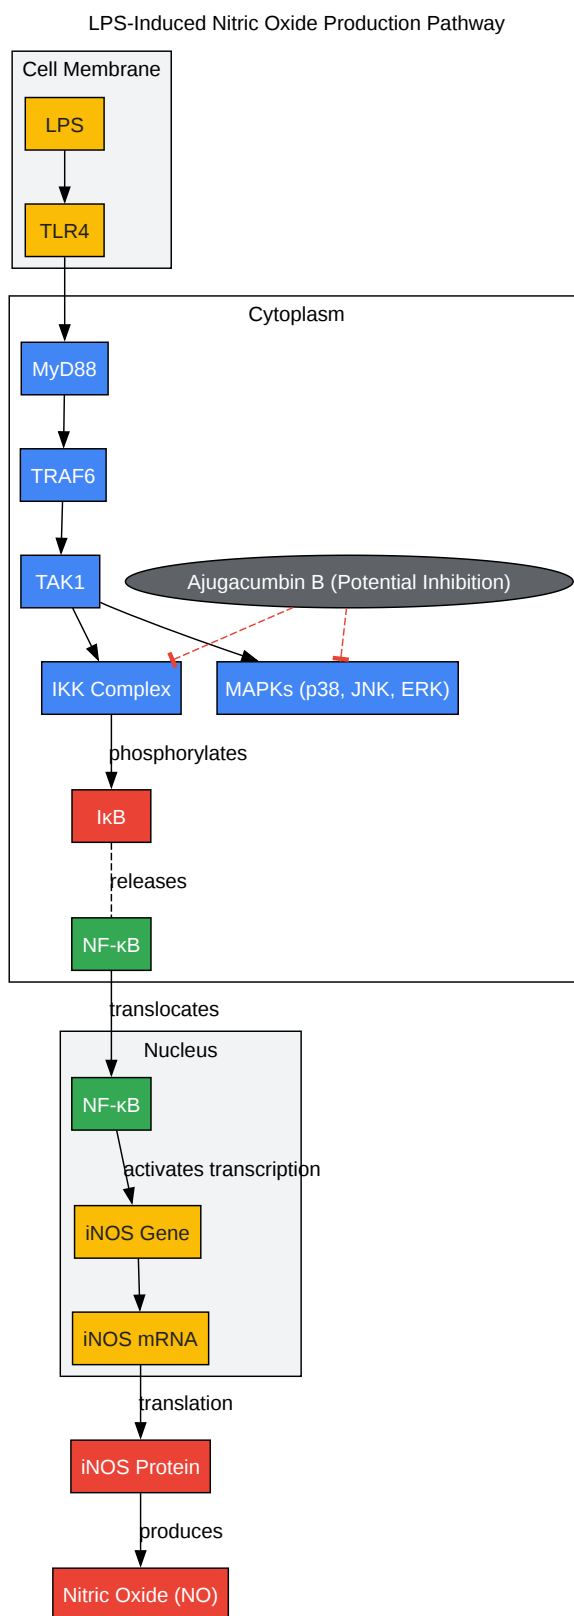 LPS-Induced Nitric Oxide Production Pathway
Cell Membrane
LPS
TLR4
Cytoplasm
MyD88
TRAF6
TAK1
Ajugacumbin B (Potential Inhibition)
IKK Complex
MAPKs (p38, JNK, ERK)
phosphorylates
IκB
releases
NF-κB
translocates
Nucleus
NF-κB
activates transcription
iNOS Gene
iNOS mRNA
translation
iNOS Protein
produces
Nitric Oxide (NO)